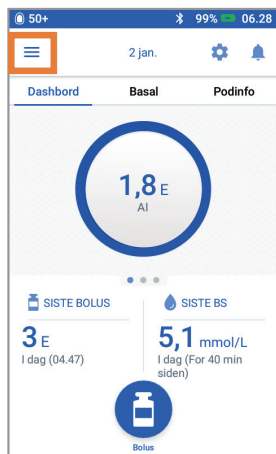 50+ 99% 06.28
2 jan.
Dashbord Basal Podinfo
1,8 E
AI
SISTE BOLUS
3 E
I dag (04.47)
SISTE BS
5,1 mmol/L
I dag (For 40 min
siden)
Bolus